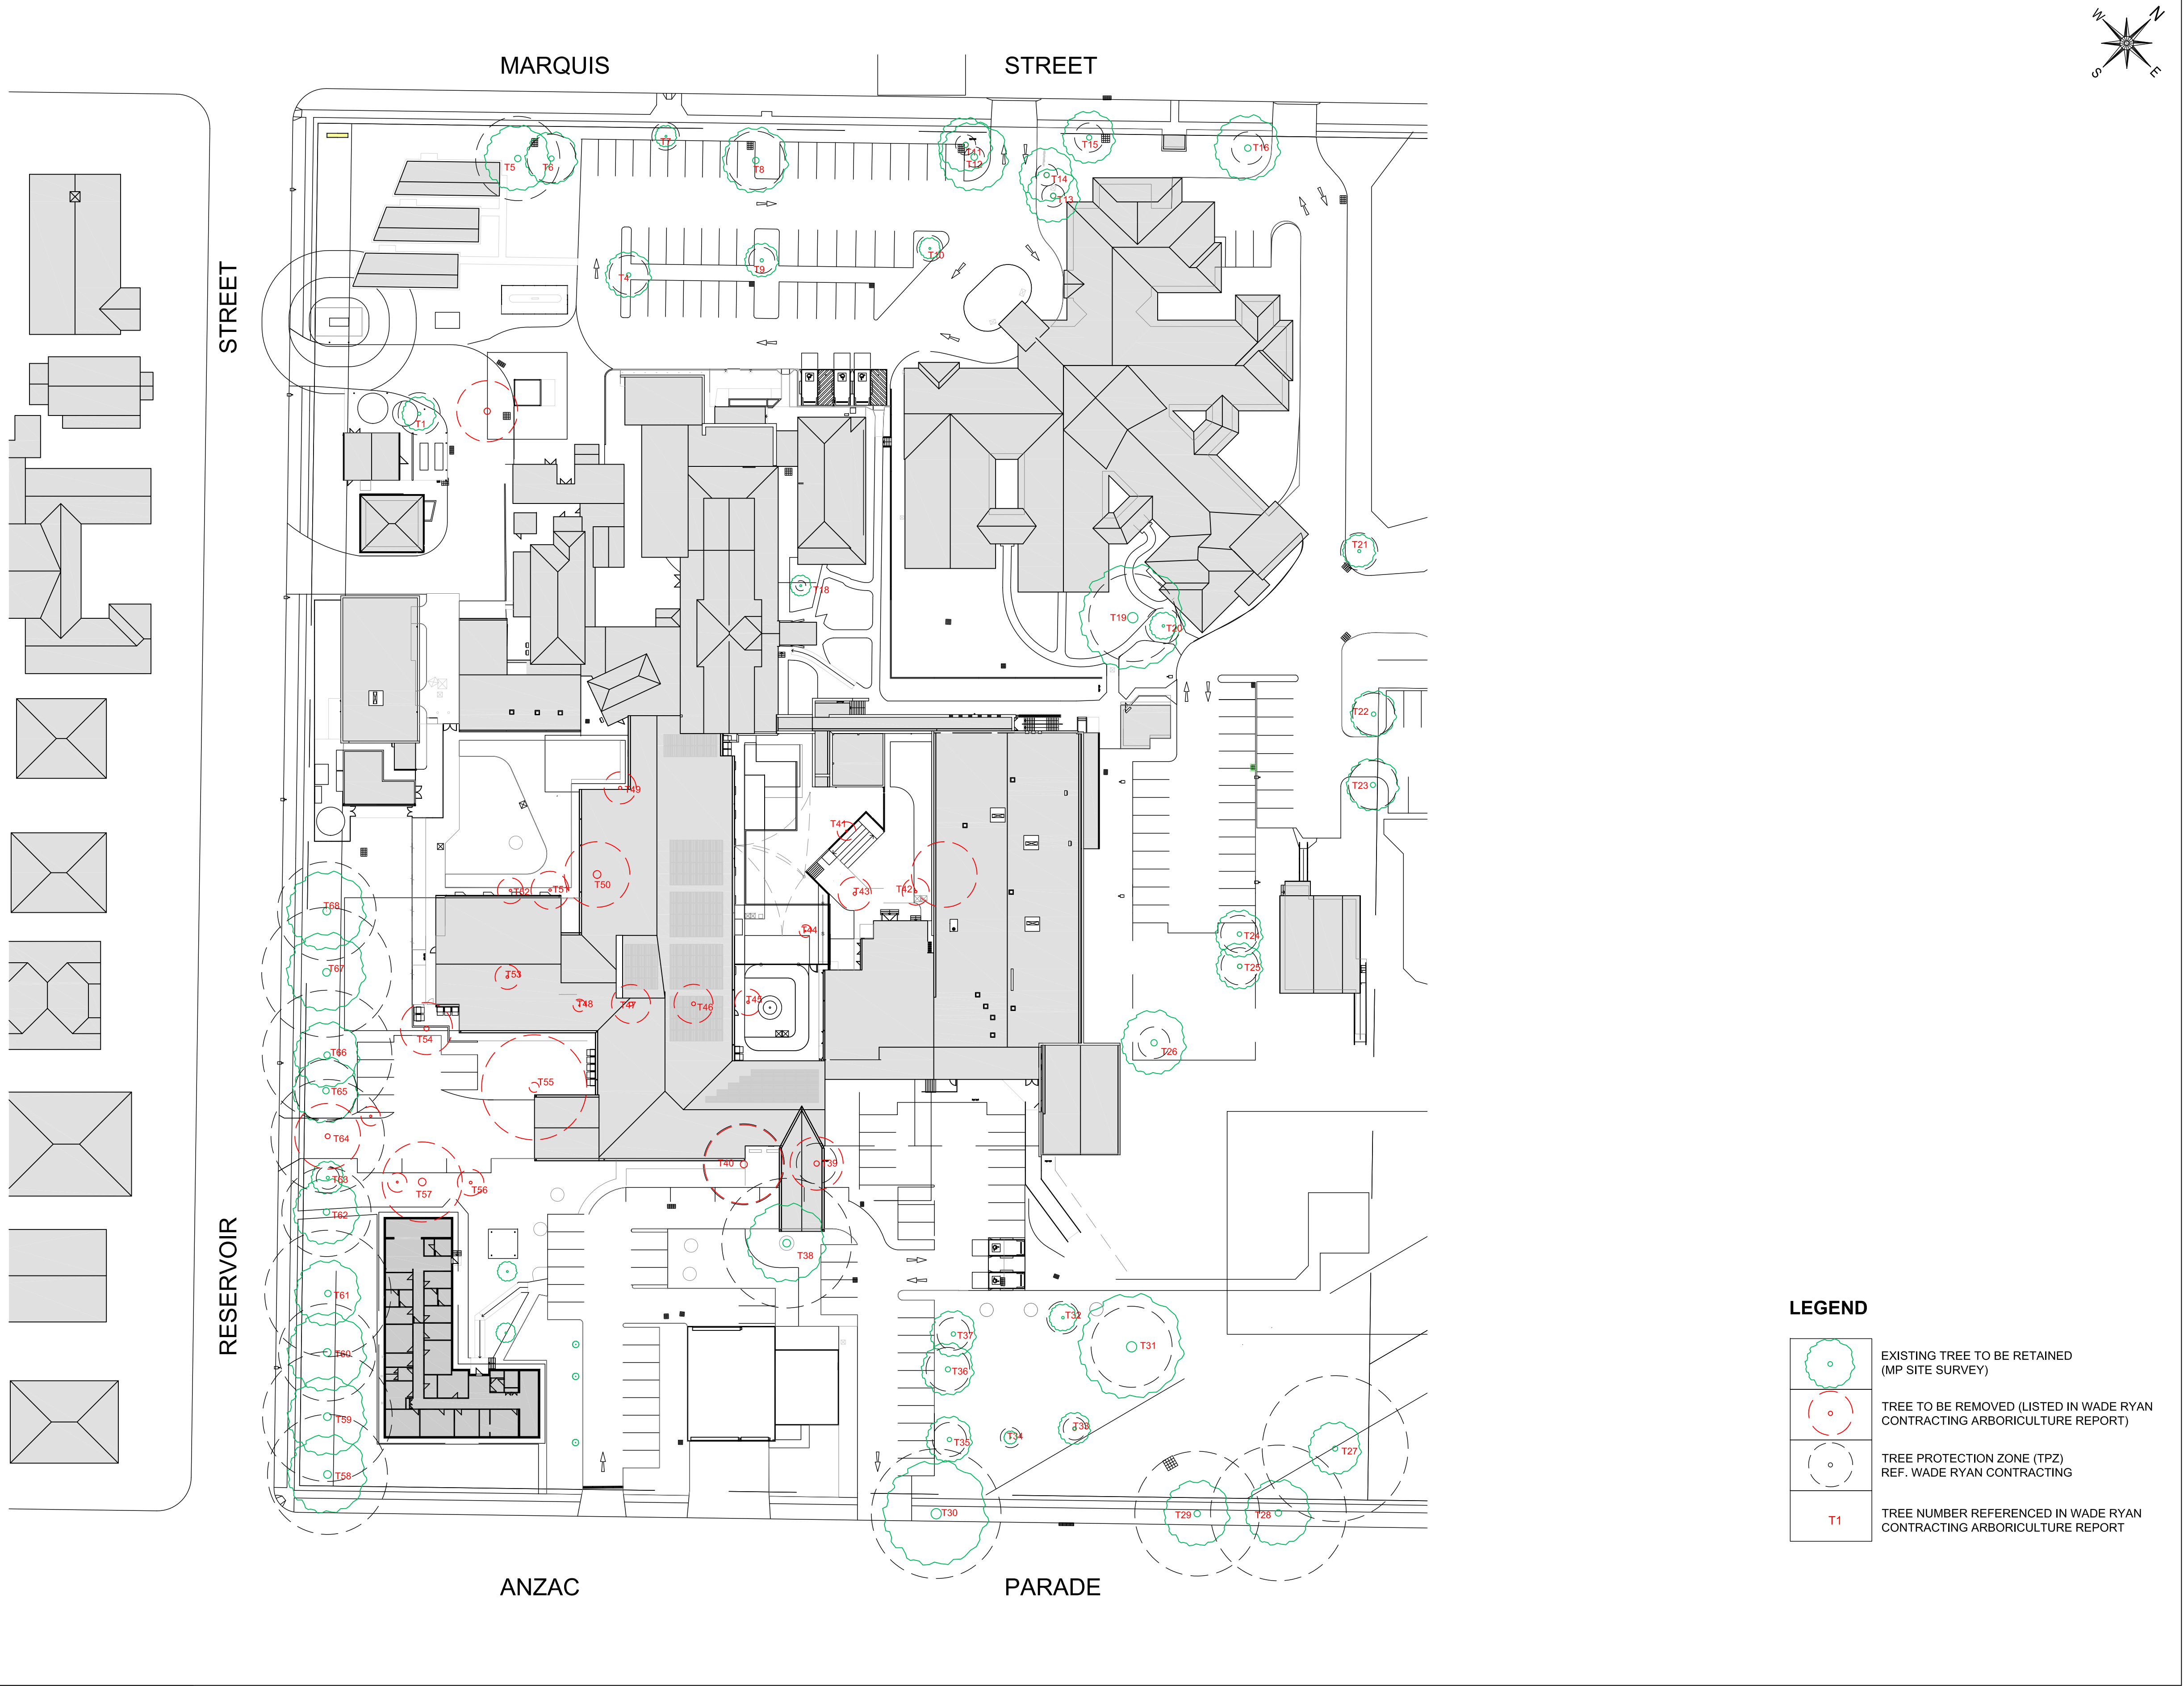 N
W
S
E
MARQUIS STREET
STREET
RESERVOIR
ANZAC PARADE
T5
T6
T7
T8
T11
T12
T15
T16
T14
T13
T4
T9
T10
T1
T18
T19
T20
T21
T22
T23
T49
T41
T50
T52
T51
T43
T42
T44
T68
T67
T53
T48
T47
T46
T45
T24
T25
T26
T54
T66
T65
T55
T64
T63
T57
T56
T62
T40
T39
T38
T61
T60
T59
T58
T37
T36
T32
T31
T35
T34
T33
T30
T29
T28
T27
LEGEND
EXISTING TREE TO BE RETAINED
(MP SITE SURVEY)
TREE TO BE REMOVED (LISTED IN WADE RYAN
CONTRACTING ARBORICULTURE REPORT)
TREE PROTECTION ZONE (TPZ)
REF. WADE RYAN CONTRACTING
T1
TREE NUMBER REFERENCED IN WADE RYAN
CONTRACTING ARBORICULTURE REPORT